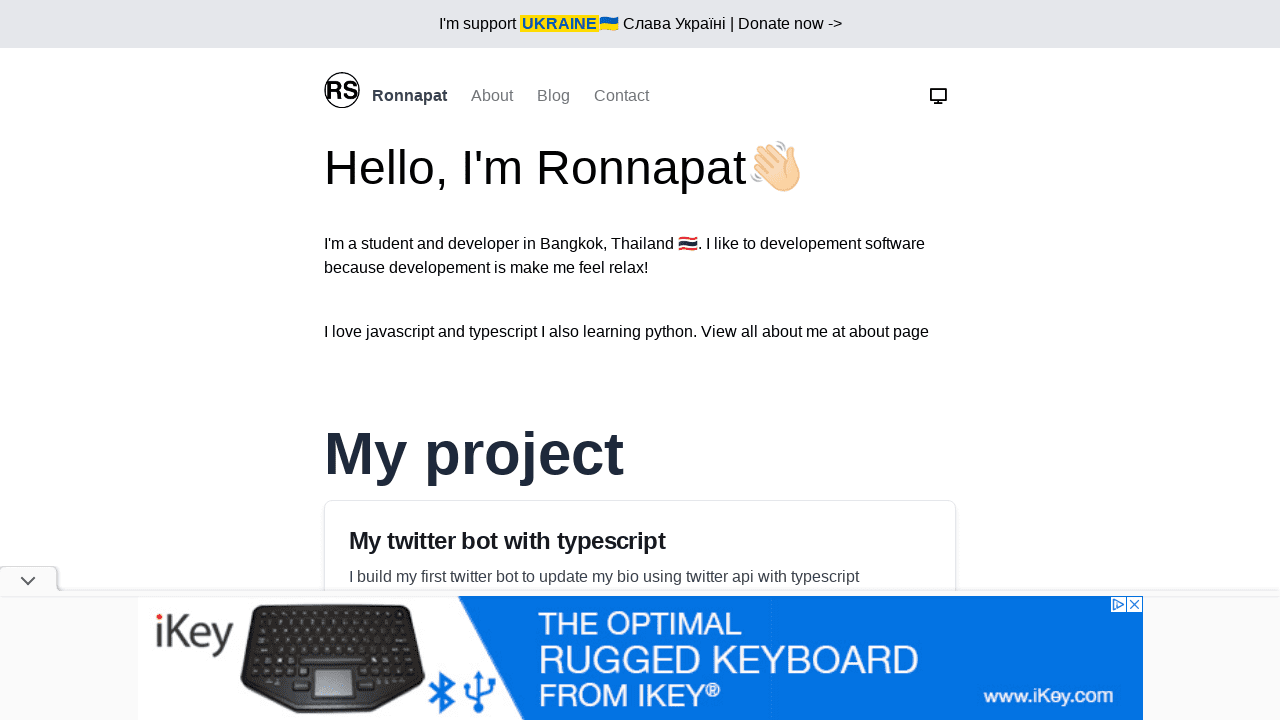 I'm support UKRAINE🇺🇦 Слава Україні | Donate now ->
RS
Ronnapat
About
Blog
Contact
Hello, I'm Ronnapat👋🏻
I'm a student and developer in Bangkok, Thailand 🇹🇭. I like to developement software
because developement is make me feel relax!
I love javascript and typescript I also learning python. View all about me at about page
My project
My twitter bot with typescript
I build my first twitter bot to update my bio using twitter api with typescript
iKey
THE OPTIMAL
RUGGED KEYBOARD
FROM IKEY®
www.iKey.com